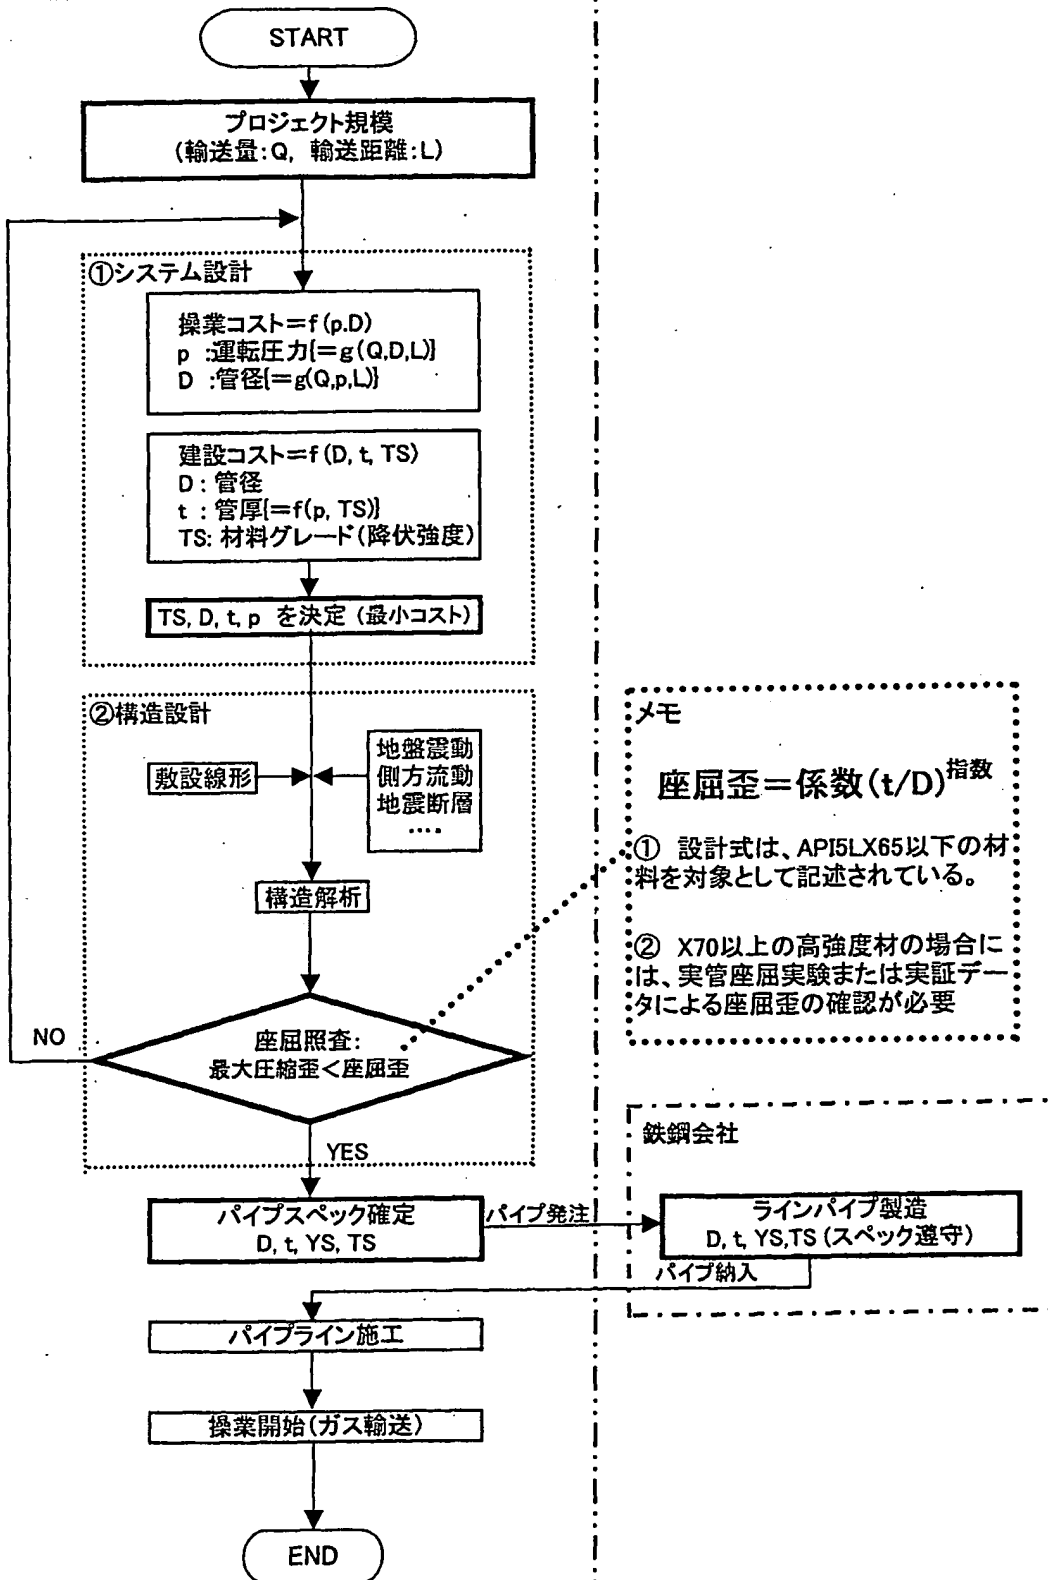 START
プロジェクト規模
(輸送量:Q, 輸送距離:L)
①システム設計
操業コスト=f(p.D)
p :運転圧力{=g(Q,D,L)}
D :管径{=g(Q,p,L)}
建設コスト=f(D, t, TS)
D: 管径
t : 管厚{=f(p, TS)}
TS: 材料グレード(降伏強度)
TS, D, t, p を決定 (最小コスト)
②構造設計
敷設線形
地盤震動
側方流動
地震断層
....
構造解析
座屈照査:
最大圧縮歪<座屈歪
NO
YES
メモ
座屈歪=係数(t/D)指数
① 設計式は、API5LX65以下の材
料を対象として記述されている。
② X70以上の高強度材の場合に
は、実管座屈実験または実証デー
タによる座屈歪の確認が必要
パイプスペック確定
D, t, YS, TS
パイプ発注
鉄鋼会社
ラインパイプ製造
D, t, YS,TS (スペック遵守)
パイプ納入
パイプライン施工
操業開始(ガス輸送)
END